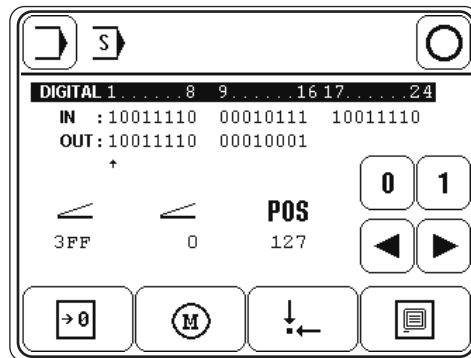 S
DIGITAL 1......8 9......16 17......24
IN :10011110 00010111 10011110
OUT:10011110 00010001
0 1
POS
3FF 0 127
→0 M